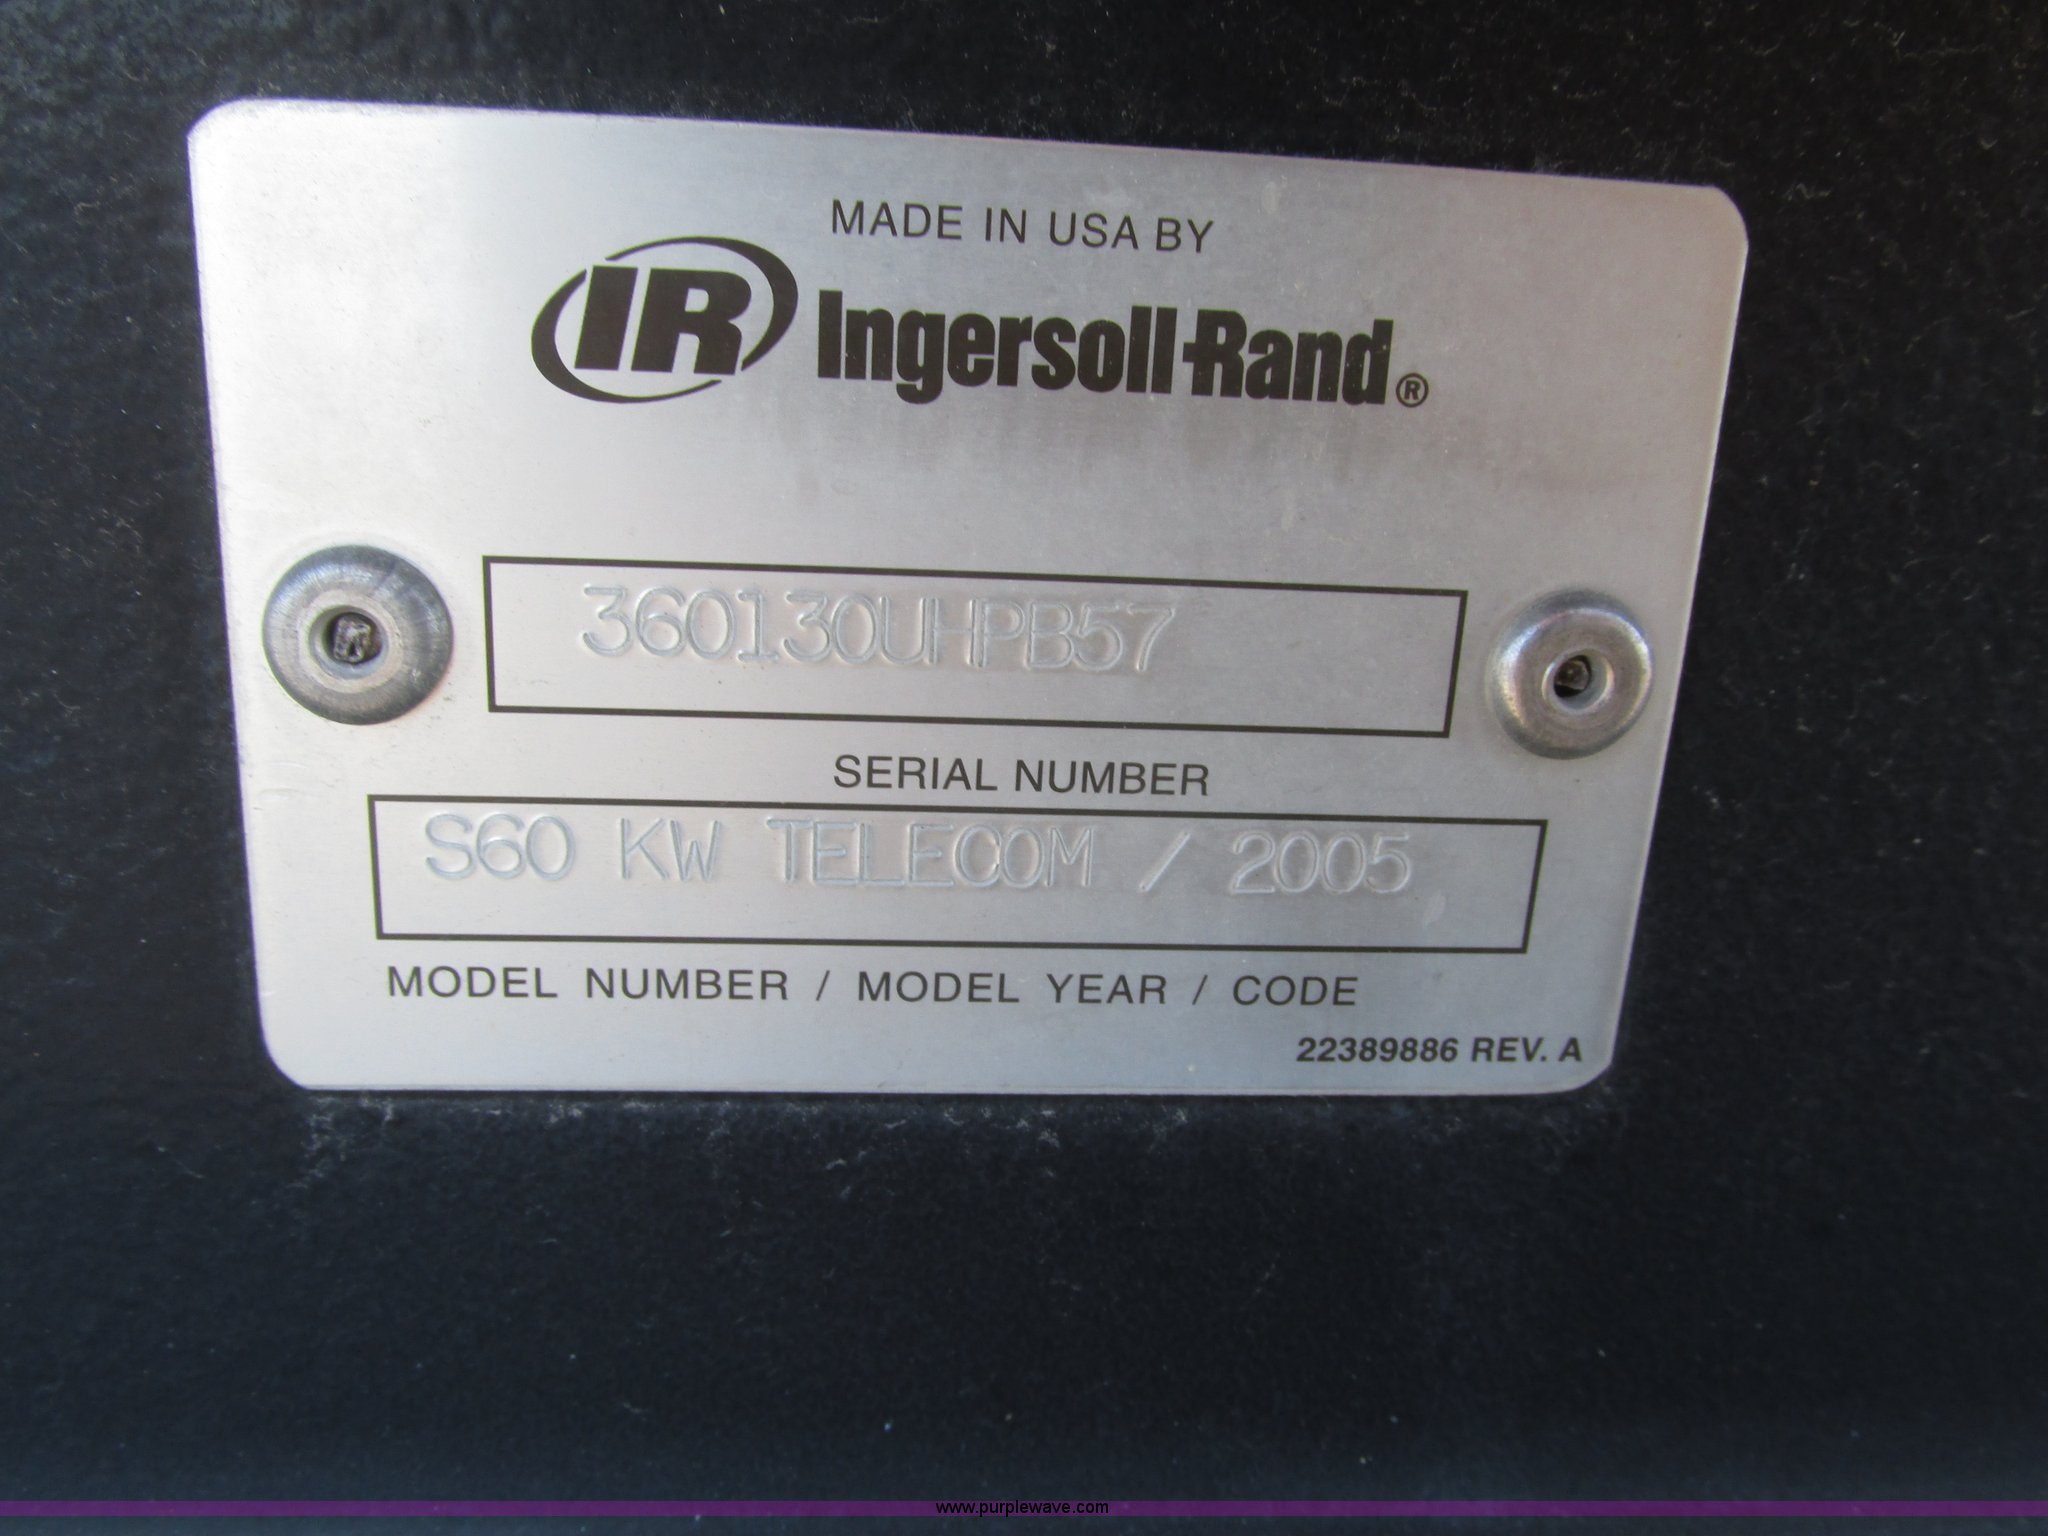 MADE IN USA BY
IR Ingersoll-Rand®
360130UHPB57
SERIAL NUMBER
S60 KW TELECOM / 2005
MODEL NUMBER / MODEL YEAR / CODE
22389886 REV. A
www.purplewave.com